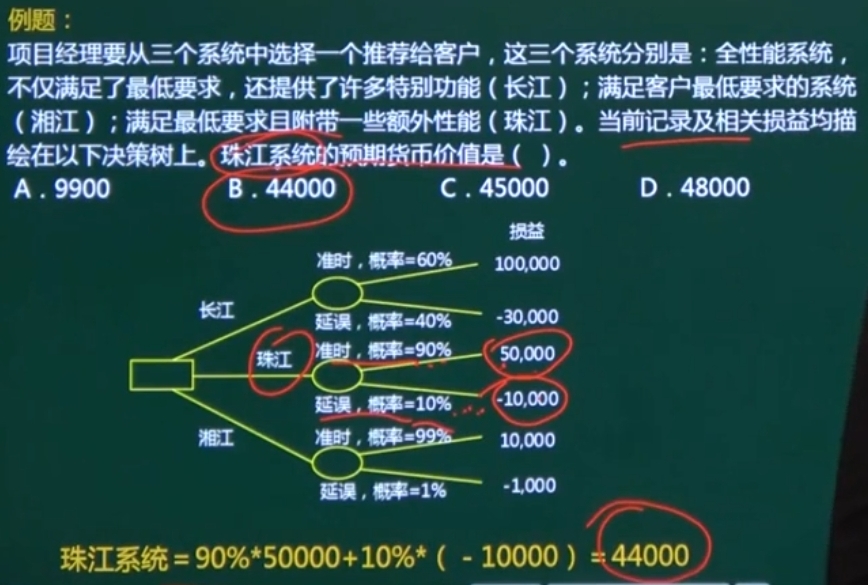 例题：
项目经理要从三个系统中选择一个推荐给客户，这三个系统分别是：全性能系统，
不仅满足了最低要求，还提供了许多特别功能（长江）；满足客户最低要求的系统
（湘江）；满足最低要求且附带一些额外性能（珠江）。当前记录及相关损益均描
绘在以下决策树上。珠江系统的预期货币价值是（ ）。
A．9900 B．44000 C．45000 D．48000
损益
准时，概率=60% 100,000
长江
延误，概率=40% -30,000
准时，概率=90% 50,000
珠江
延误，概率=10% -10,000
准时，概率=99% 10,000
湘江
延误，概率=1% -1,000
珠江系统＝90%*50000+10%*（－10000）＝44000